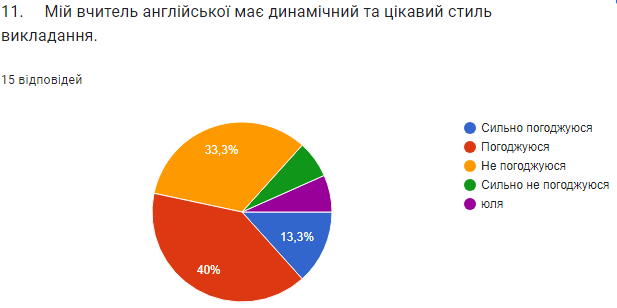 11. Мій вчитель англійської має динамічний та цікавий стиль
викладання.
15 відповідей
33,3%
13,3%
40%
Сильно погоджуюся
Погоджуюся
Не погоджуюся
Сильно не погоджуюся
юля